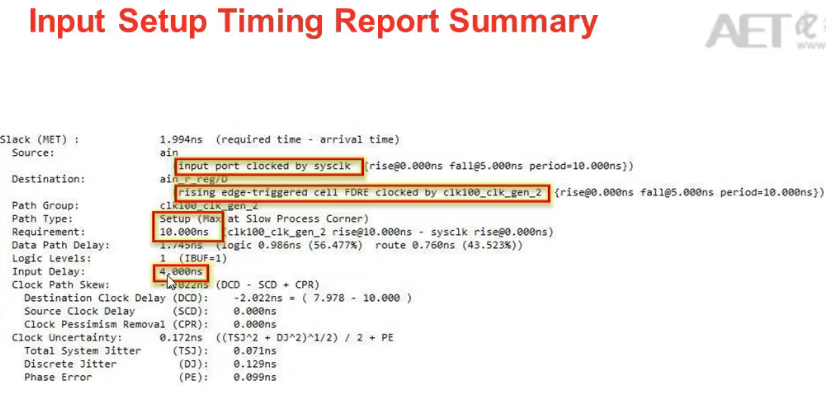 Input Setup Timing Report Summary
AET
www
Slack (MET) : 1.994ns (required time - arrival time)
Source: ain
input port clocked by sysclk {rise@0.000ns fall@5.000ns period=10.000ns})
Destination: ain_r_reg/D
rising edge-triggered cell FDRE clocked by clk100_clk_gen_2 {rise@0.000ns fall@5.000ns period=10.000ns})
Path Group: clk100_clk_gen_2
Path Type: Setup (Max at Slow Process Corner)
Requirement: 10.000ns (clk100_clk_gen_2 rise@10.000ns - sysclk rise@0.000ns)
Data Path Delay: 1.745ns (logic 0.986ns (56.477%) route 0.760ns (43.523%))
Logic Levels: 1 (IBUF=1)
Input Delay: 4.000ns
Clock Path Skew: -2.022ns (DCD - SCD + CPR)
Destination Clock Delay (DCD): -2.022ns = ( 7.978 - 10.000 )
Source Clock Delay (SCD): 0.000ns
Clock Pessimism Removal (CPR): 0.000ns
Clock Uncertainty: 0.172ns ((TSJ^2 + DJ^2)^1/2) / 2 + PE
Total System Jitter (TSJ): 0.071ns
Discrete Jitter (DJ): 0.129ns
Phase Error (PE): 0.099ns